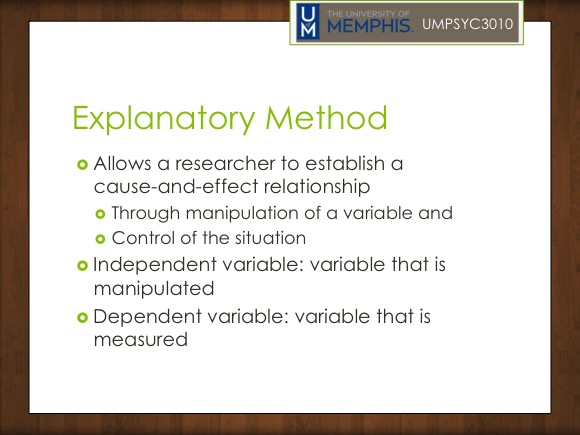 UM
THE UNIVERSITY OF
MEMPHIS.
UMPSYC3010
Explanatory Method
Allows a researcher to establish a
cause-and-effect relationship
Through manipulation of a variable and
Control of the situation
Independent variable: variable that is
manipulated
Dependent variable: variable that is
measured